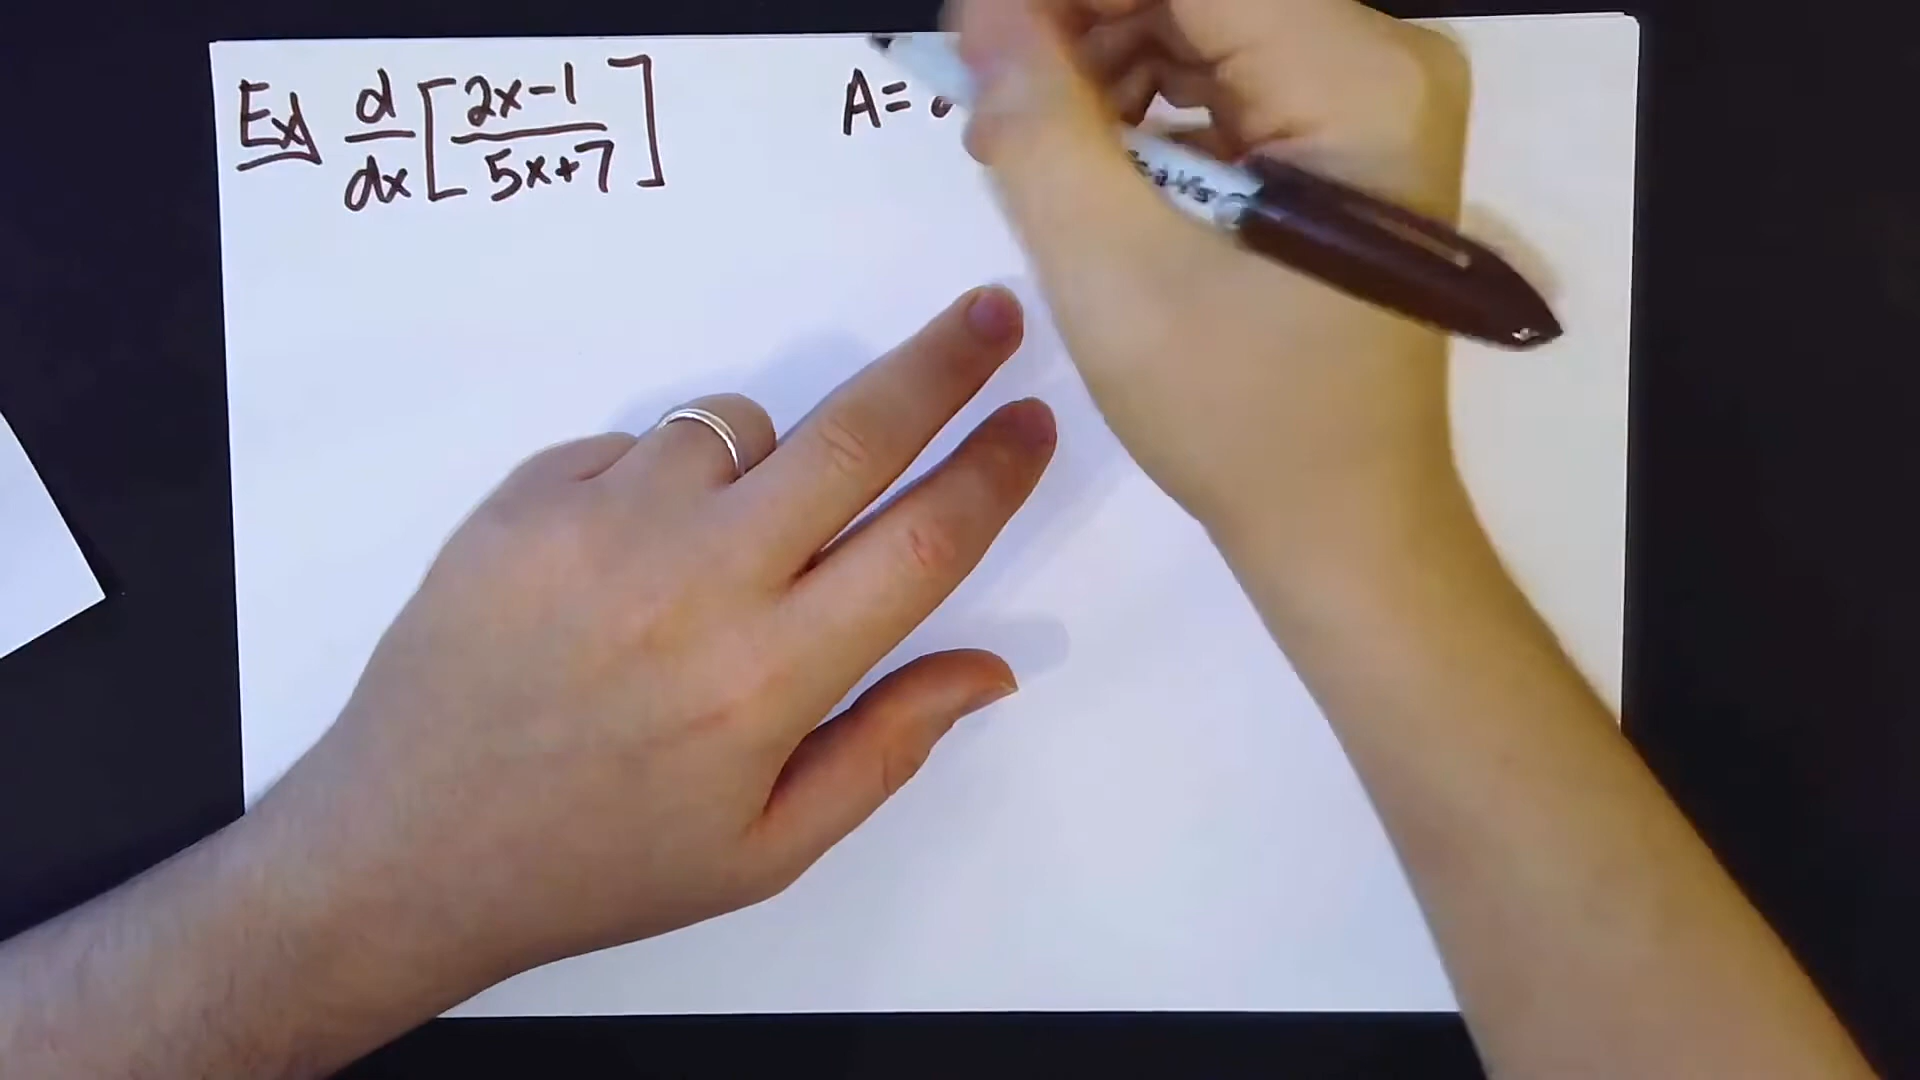 Ex d/dx [ 2x-1 / 5x+7 ] A=